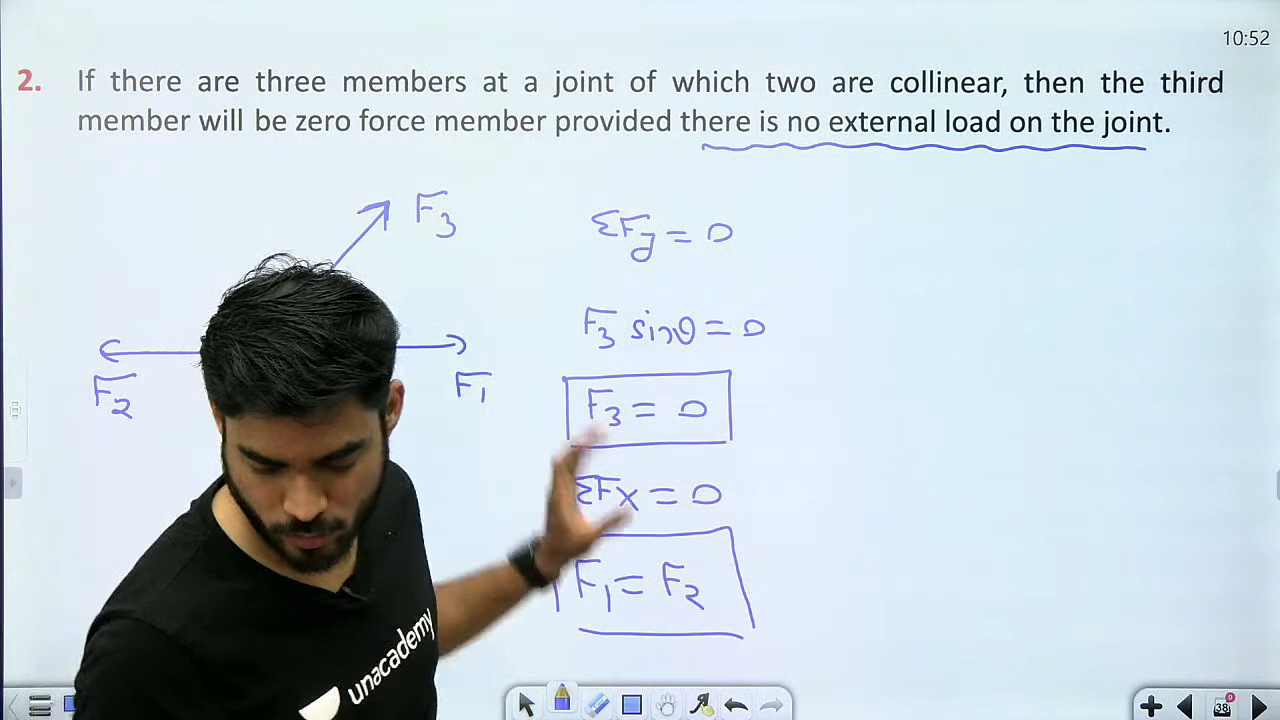 10:52
2. If there are three members at a joint of which two are collinear, then the third
member will be zero force member provided there is no external load on the joint.
F3
F2
F1
ΣFy = 0
F3 sinθ = 0
F3 = 0
ΣFx = 0
F1 = F2
unacademy
38
0